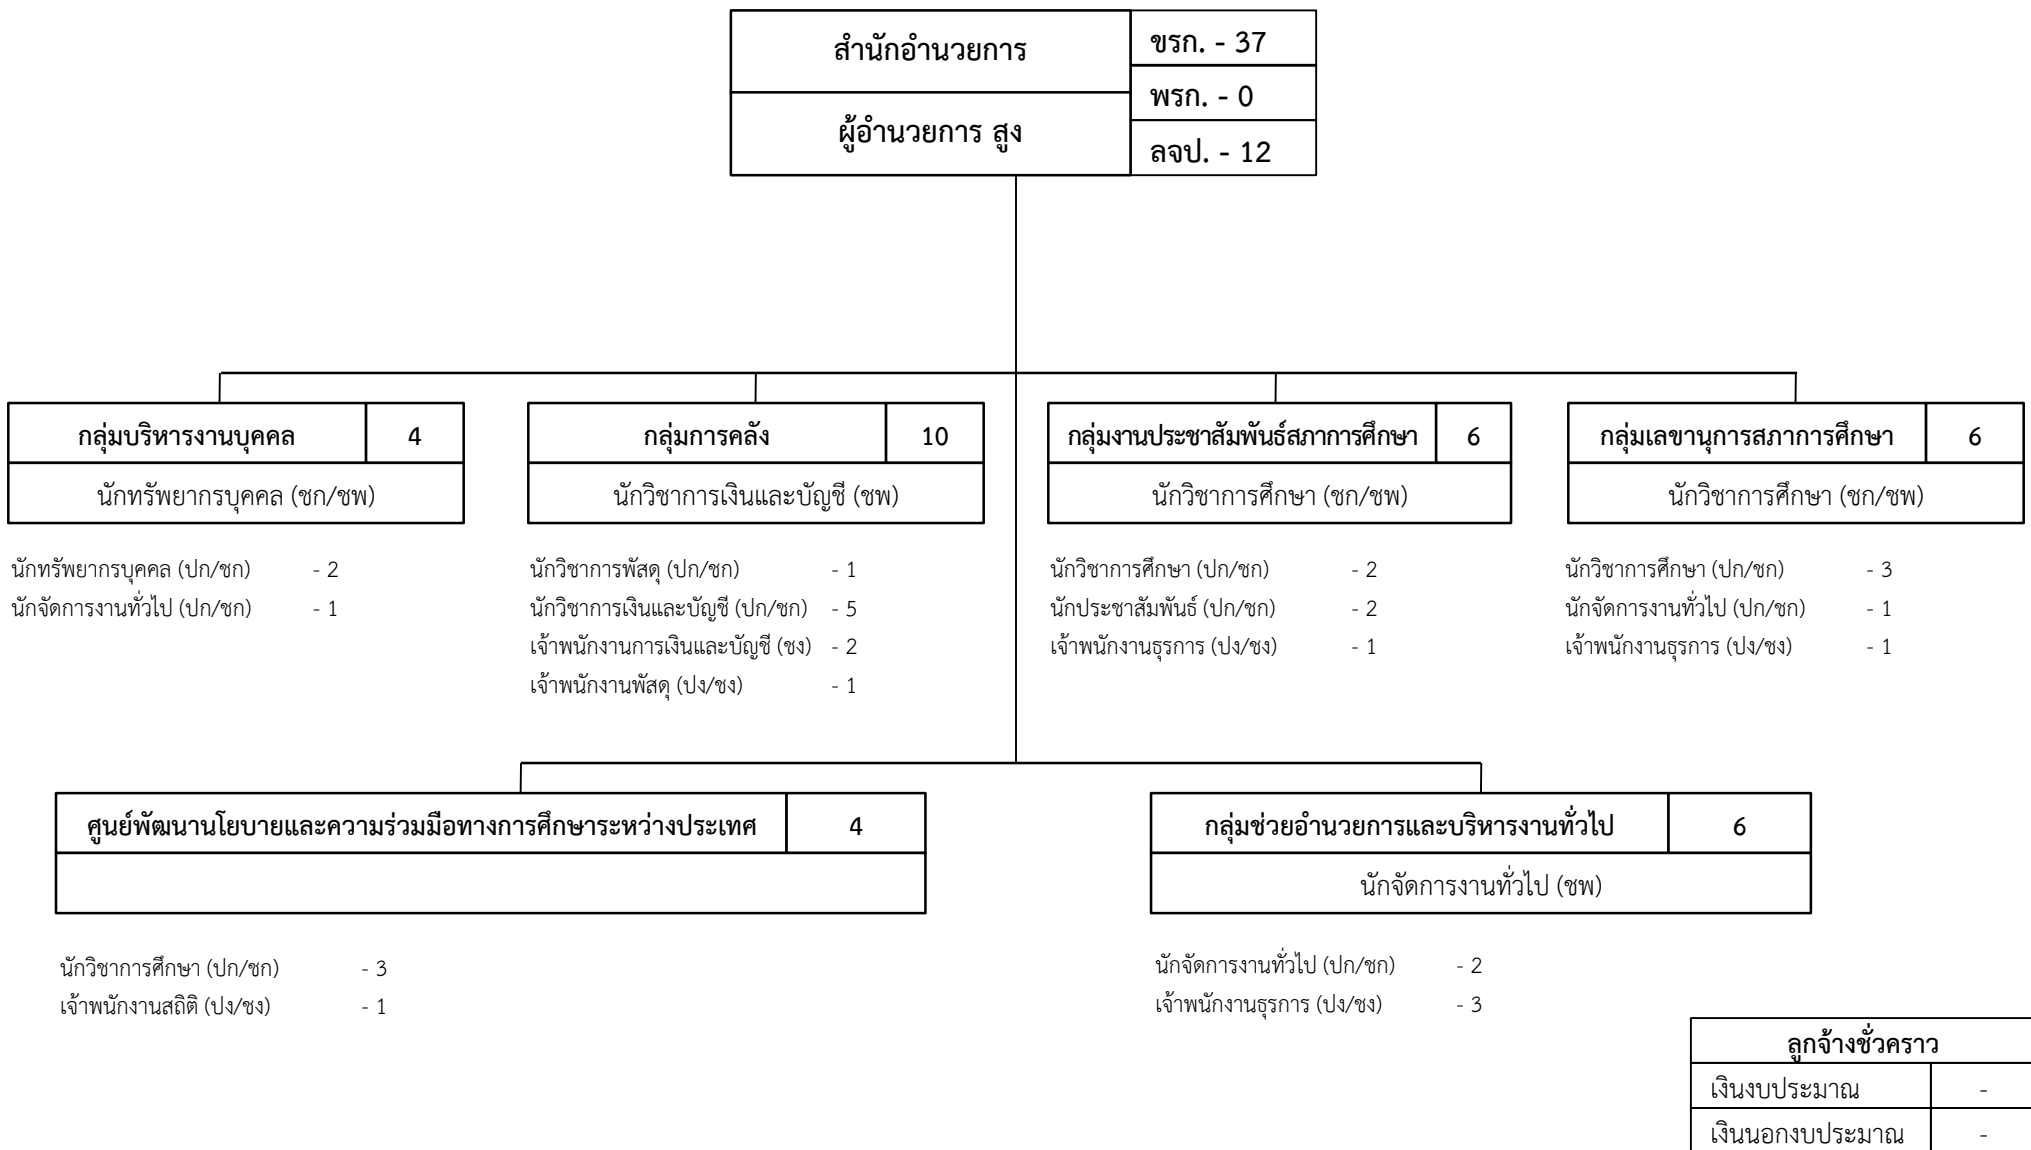 สำนักอำนวยการ
ขรก. - 37
พรก. - 0
ผู้อำนวยการ สูง
ลจป. - 12
กลุ่มบริหารงานบุคคล 4
นักทรัพยากรบุคคล (ชก/ชพ)
นักทรัพยากรบุคคล (ปก/ชก) - 2
นักจัดการงานทั่วไป (ปก/ชก) - 1
กลุ่มการคลัง 10
นักวิชาการเงินและบัญชี (ชพ)
นักวิชาการพัสดุ (ปก/ชก) - 1
นักวิชาการเงินและบัญชี (ปก/ชก) - 5
เจ้าพนักงานการเงินและบัญชี (ชง) - 2
เจ้าพนักงานพัสดุ (ปง/ชง) - 1
กลุ่มงานประชาสัมพันธ์สภาการศึกษา 6
นักวิชาการศึกษา (ชก/ชพ)
นักวิชาการศึกษา (ปก/ชก) - 2
นักประชาสัมพันธ์ (ปก/ชก) - 2
เจ้าพนักงานธุรการ (ปง/ชง) - 1
กลุ่มเลขานุการสภาการศึกษา 6
นักวิชาการศึกษา (ชก/ชพ)
นักวิชาการศึกษา (ปก/ชก) - 3
นักจัดการงานทั่วไป (ปก/ชก) - 1
เจ้าพนักงานธุรการ (ปง/ชง) - 1
ศูนย์พัฒนานโยบายและความร่วมมือทางการศึกษาระหว่างประเทศ 4
นักวิชาการศึกษา (ปก/ชก) - 3
เจ้าพนักงานสถิติ (ปง/ชง) - 1
กลุ่มช่วยอำนวยการและบริหารงานทั่วไป 6
นักจัดการงานทั่วไป (ชพ)
นักจัดการงานทั่วไป (ปก/ชก) - 2
เจ้าพนักงานธุรการ (ปง/ชง) - 3
ลูกจ้างชั่วคราว
เงินงบประมาณ -
เงินนอกงบประมาณ -